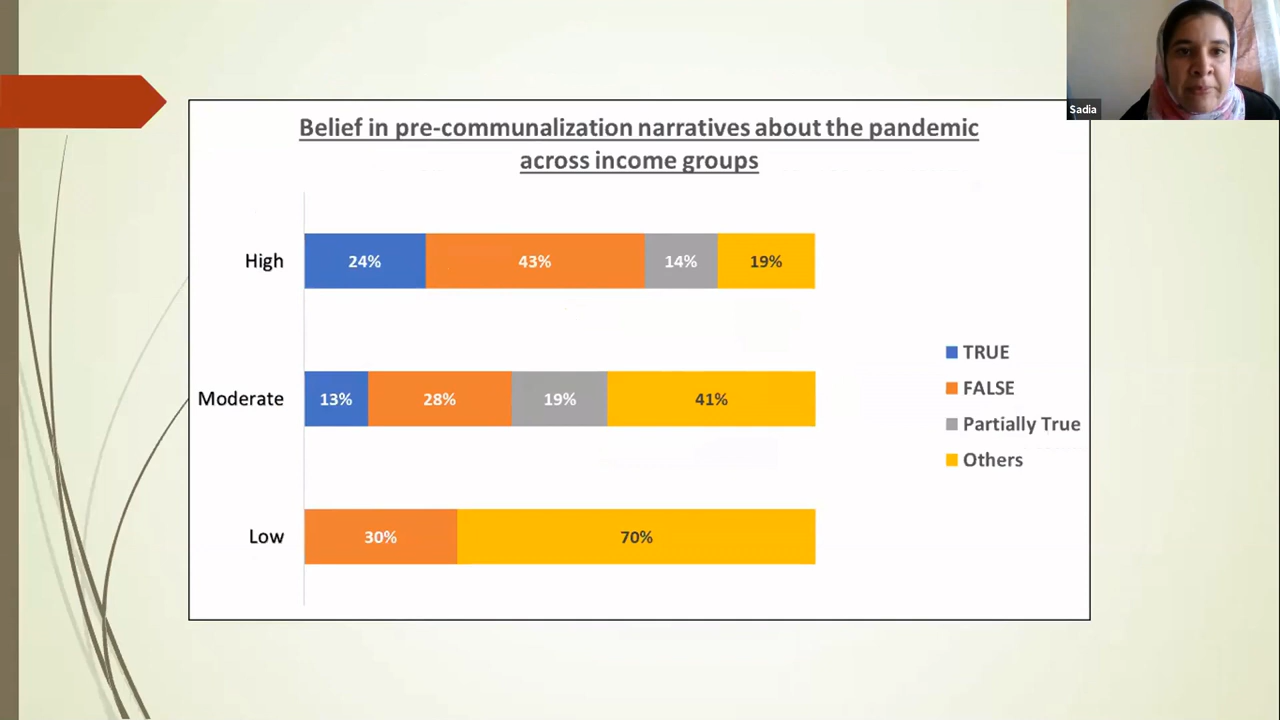 Sadia
Belief in pre-communalization narratives about the pandemic
across income groups
High
24%
43%
14%
19%
Moderate
13%
28%
19%
41%
Low
30%
70%
TRUE
FALSE
Partially True
Others